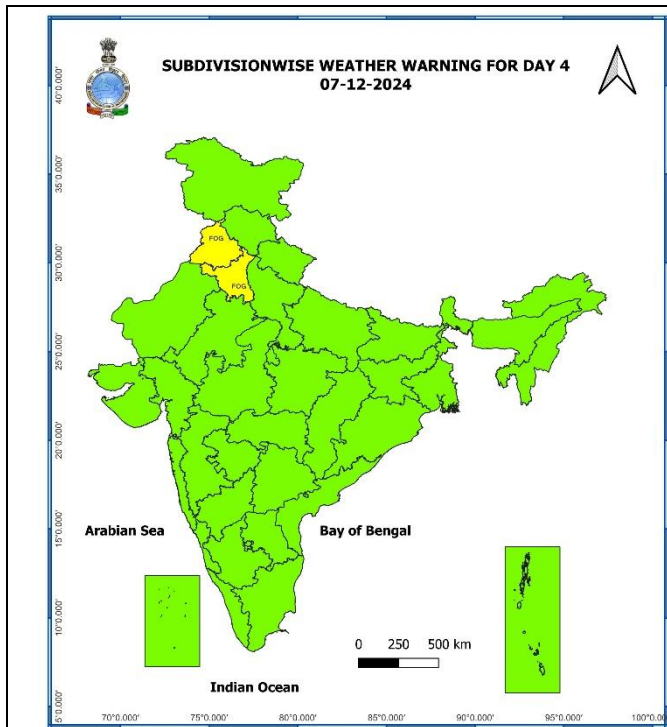 SUBDIVISIONWISE WEATHER WARNING FOR DAY 4
07-12-2024
40°0.000'
35°0.000'
30°0.000'
25°0.000'
20°0.000'
15°0.000'
10°0.000'
5°0.000'
FOG
FOG
Arabian Sea
Bay of Bengal
0 250 500 km
Indian Ocean
70°0.000' 75°0.000' 80°0.000' 85°0.000' 90°0.000' 95°0.000' 100°0.000'